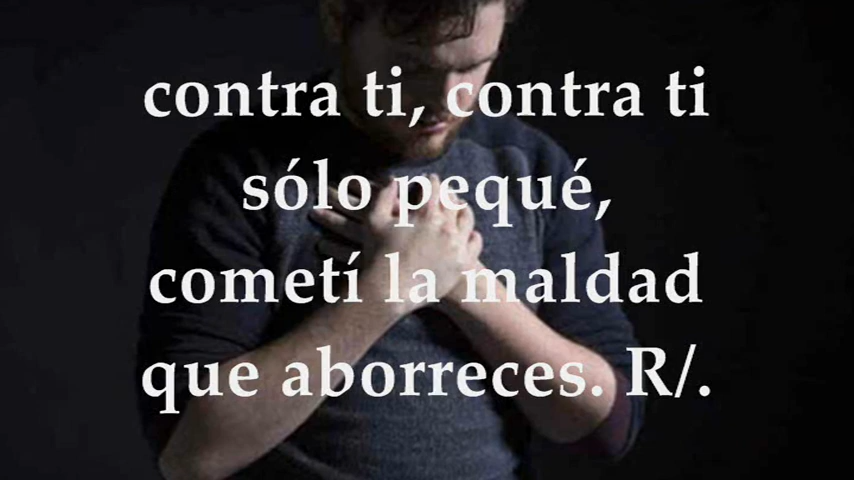 contra ti, contra ti
sólo pequé,
cometí la maldad
que aborreces. R/.